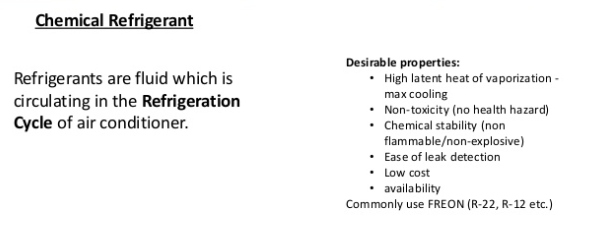 Chemical Refrigerant
Refrigerants are fluid which is
circulating in the Refrigeration
Cycle of air conditioner.
Desirable properties:
• High latent heat of vaporization -
max cooling
• Non-toxicity (no health hazard)
• Chemical stability (non
flammable/non-explosive)
• Ease of leak detection
• Low cost
• availability
Commonly use FREON (R-22, R-12 etc.)